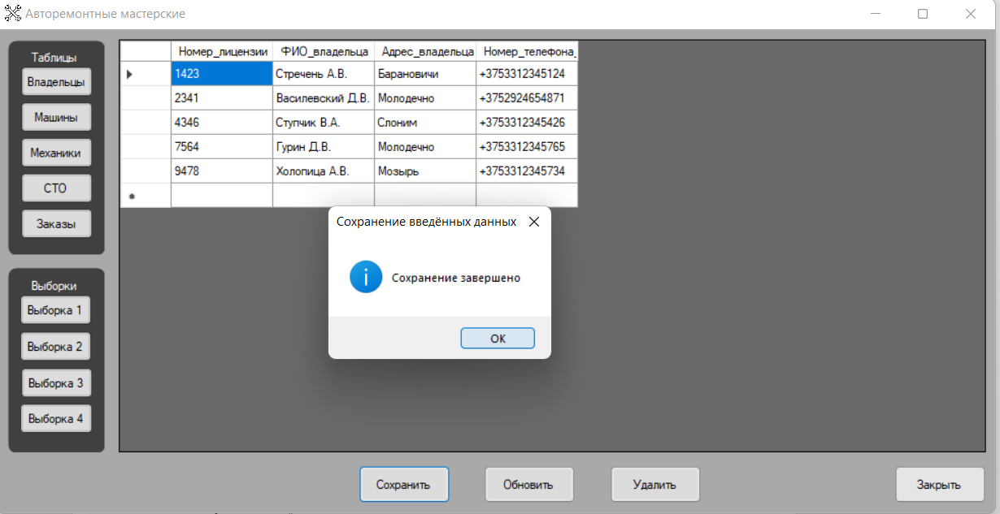 Авторемонтные мастерские
Таблицы
Владельцы
Машины
Механики
СТО
Заказы
Выборки
Выборка 1
Выборка 2
Выборка 3
Выборка 4
Номер_лицензии ФИО_владельца Адрес_владельца Номер_телефона_
1423 Стречень А.В. Барановичи +3753312345124
2341 Василевский Д.В. Молодечно +3752924654871
4346 Ступчик В.А. Слоним +3753312345426
7564 Гурин Д.В. Молодечно +3753312345765
9478 Холопица А.В. Мозырь +3753312345734
Сохранение введённых данных
Сохранение завершено
ОК
Сохранить Обновить Удалить Закрыть